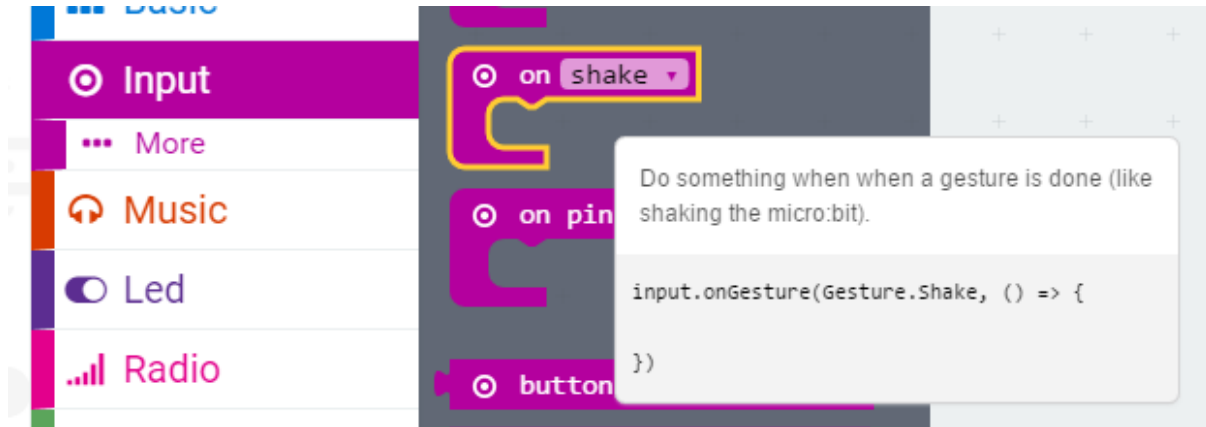 Basic
Input
More
Music
Led
Radio
on shake
on pin
button
Do something when when a gesture is done (like
shaking the micro:bit).
input.onGesture(Gesture.Shake, () => {
})